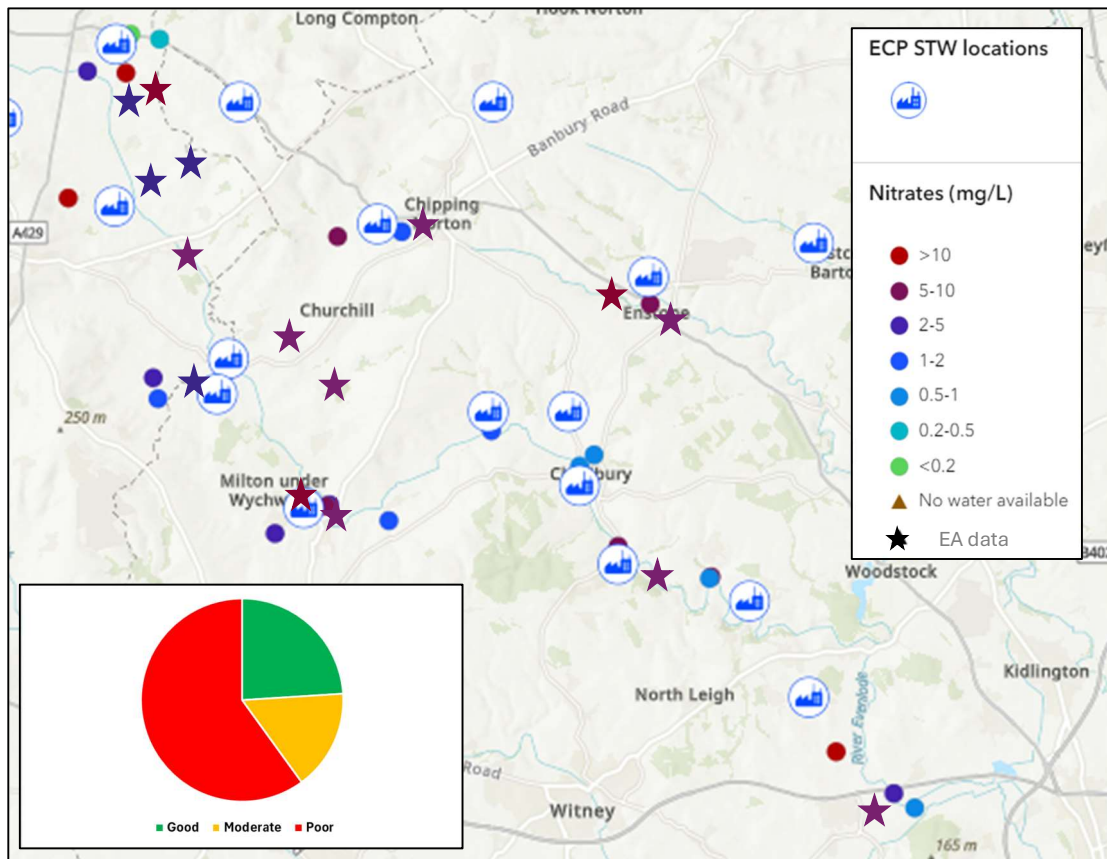 Long Compton
Hook Norton
ECP STW locations
Banbury Road
Nitrates (mg/L)
>10
5-10
2-5
1-2
0.5-1
0.2-0.5
<0.2
No water available
EA data
A429
Chipping
Norton
Barto
Churchill
Enstone
250 m
Milton under
Wychw
bury
Woodstock
Kidlington
North Leigh
River Evenlode
Road
Witney
165 m
Good Moderate Poor